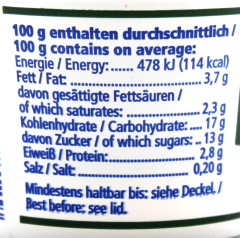 100 g enthalten durchschnittlich /
100 g contains on average:
Energie / Energy:...... 478 kJ (114 kcal)
Fett / Fat:......................... 3,7 g
davon gesättigte Fettsäuren /
of which saturates:............ 2,3 g
Kohlenhydrate / Carbohydrate:.... 17 g
davon Zucker / of which sugars: .. 13 g
Eiweiß / Protein:................. 2,8 g
Salz / Salt:...................... 0,20 g
Mindestens haltbar bis: siehe Deckel. /
Best before: see lid.